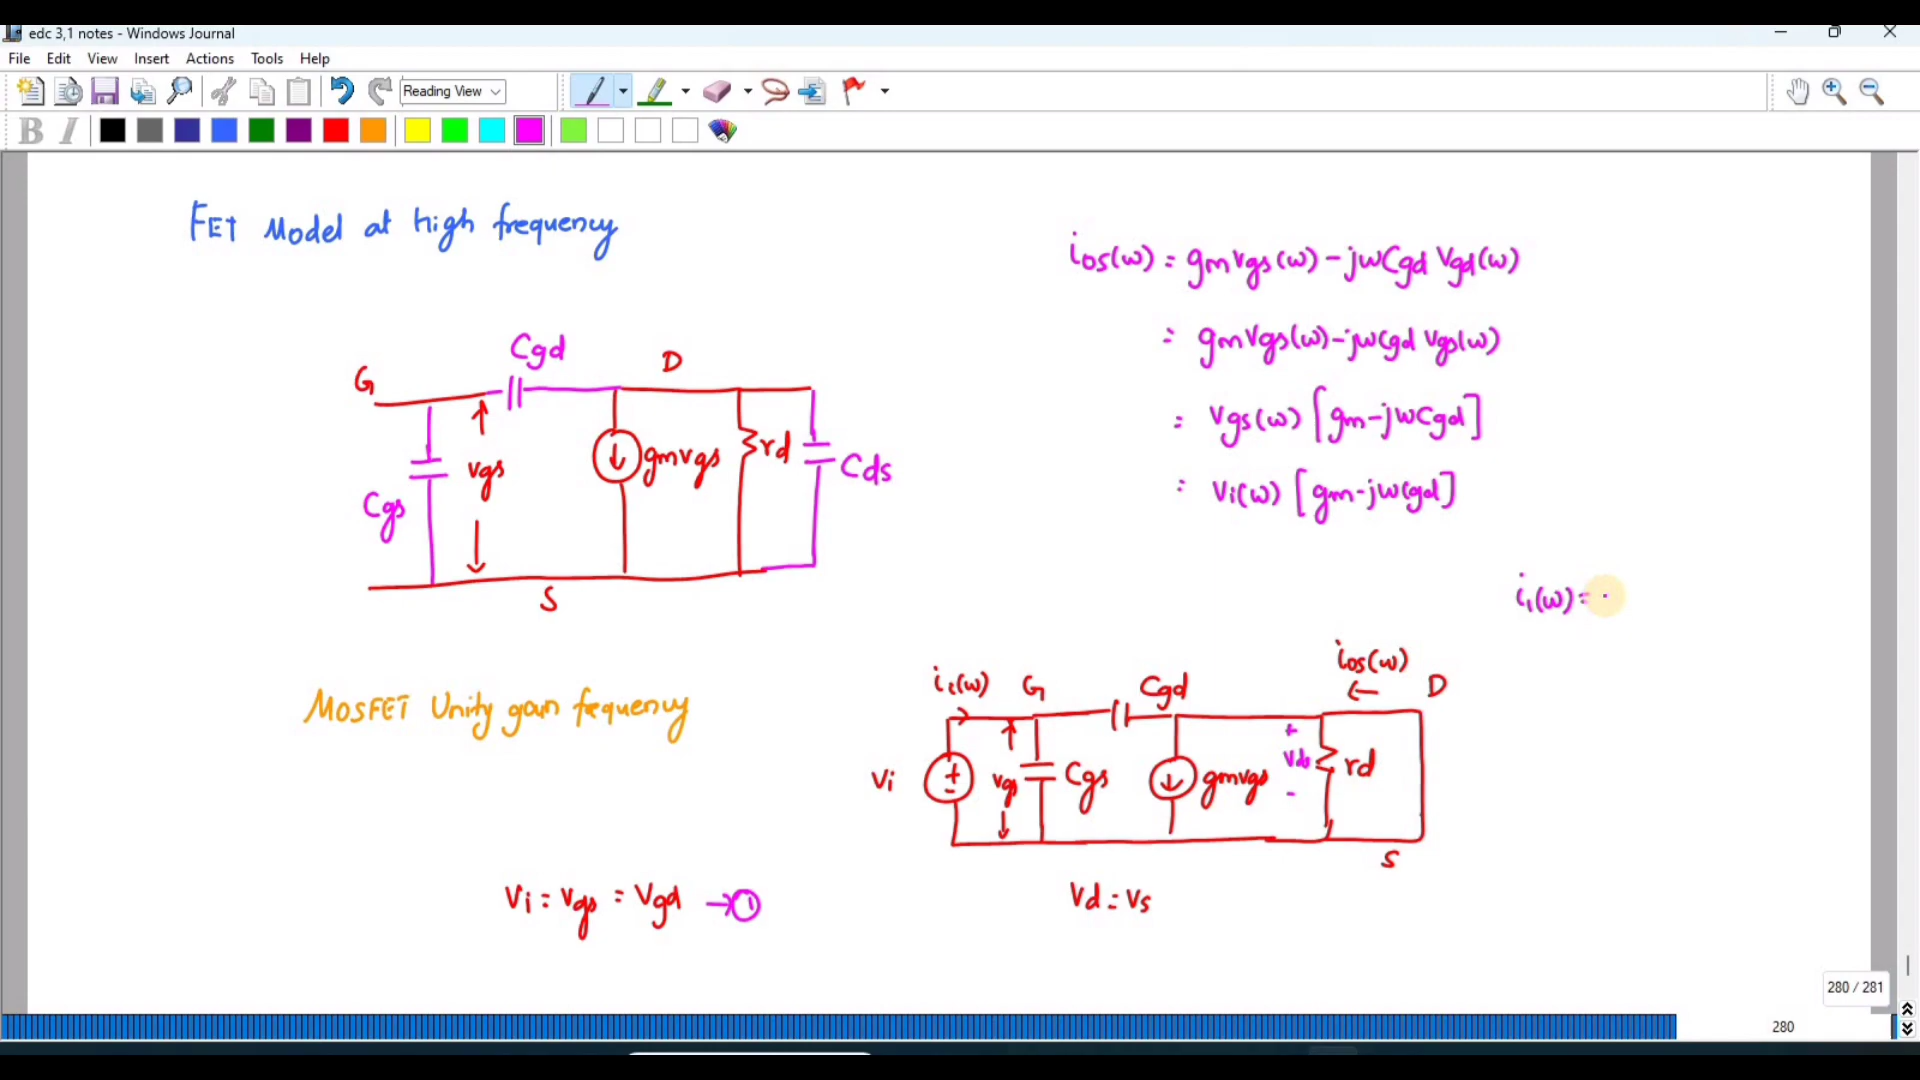 edc 3,1 notes - Windows Journal
File Edit View Insert Actions Tools Help
Reading View
B I
FET Model at high frequency
ios(ω) = gmvgs(ω) - jωCgd Vgd(ω)
= gmvgs(ω) - jωCgd Vgs(ω)
= Vgs(ω) [gm - jωCgd]
= Vi(ω) [gm - jωCgd]
Cgd
G
D
Cgs
vgs
gmvgs
rd
Cds
S
i1(ω) =
MOSFET Unity gain fequency
ii(ω) G Cgd ios(ω) D
Vi
+
-
vgs
Cgs
gmvgs
+
Vds
-
rd
S
Vi = Vgs = Vgd → 1
Vd = Vs
280 / 281
280